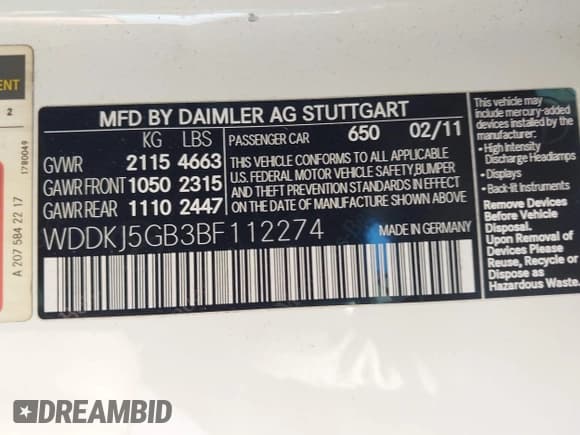 ENT
2
1780049
A 207 584 22 17
MFD BY DAIMLER AG STUTTGART
KG LBS
PASSENGER CAR 650 02/11
GVWR 2115 4663
GAWR FRONT 1050 2315
GAWR REAR 1110 2447
THIS VEHICLE CONFORMS TO ALL APPLICABLE
U.S. FEDERAL MOTOR VEHICLE SAFETY,BUMPER
AND THEFT PREVENTION STANDARDS IN EFFECT
ON THE DATE OF MANUFACTURE SHOWN ABOVE.
WDDKJ5GB3BF112274
MADE IN GERMANY
This vehicle may
include mercury-added
devices installed by the
manufacturer:
• High Intensity
Discharge Headlamps
• Displays
• Back-lit Instruments
Remove Devices
Before Vehicle
Disposal.
Upon Removal of
Devices Please
Reuse, Recycle or
Dispose as
Hazardous Waste.
DREAMBID